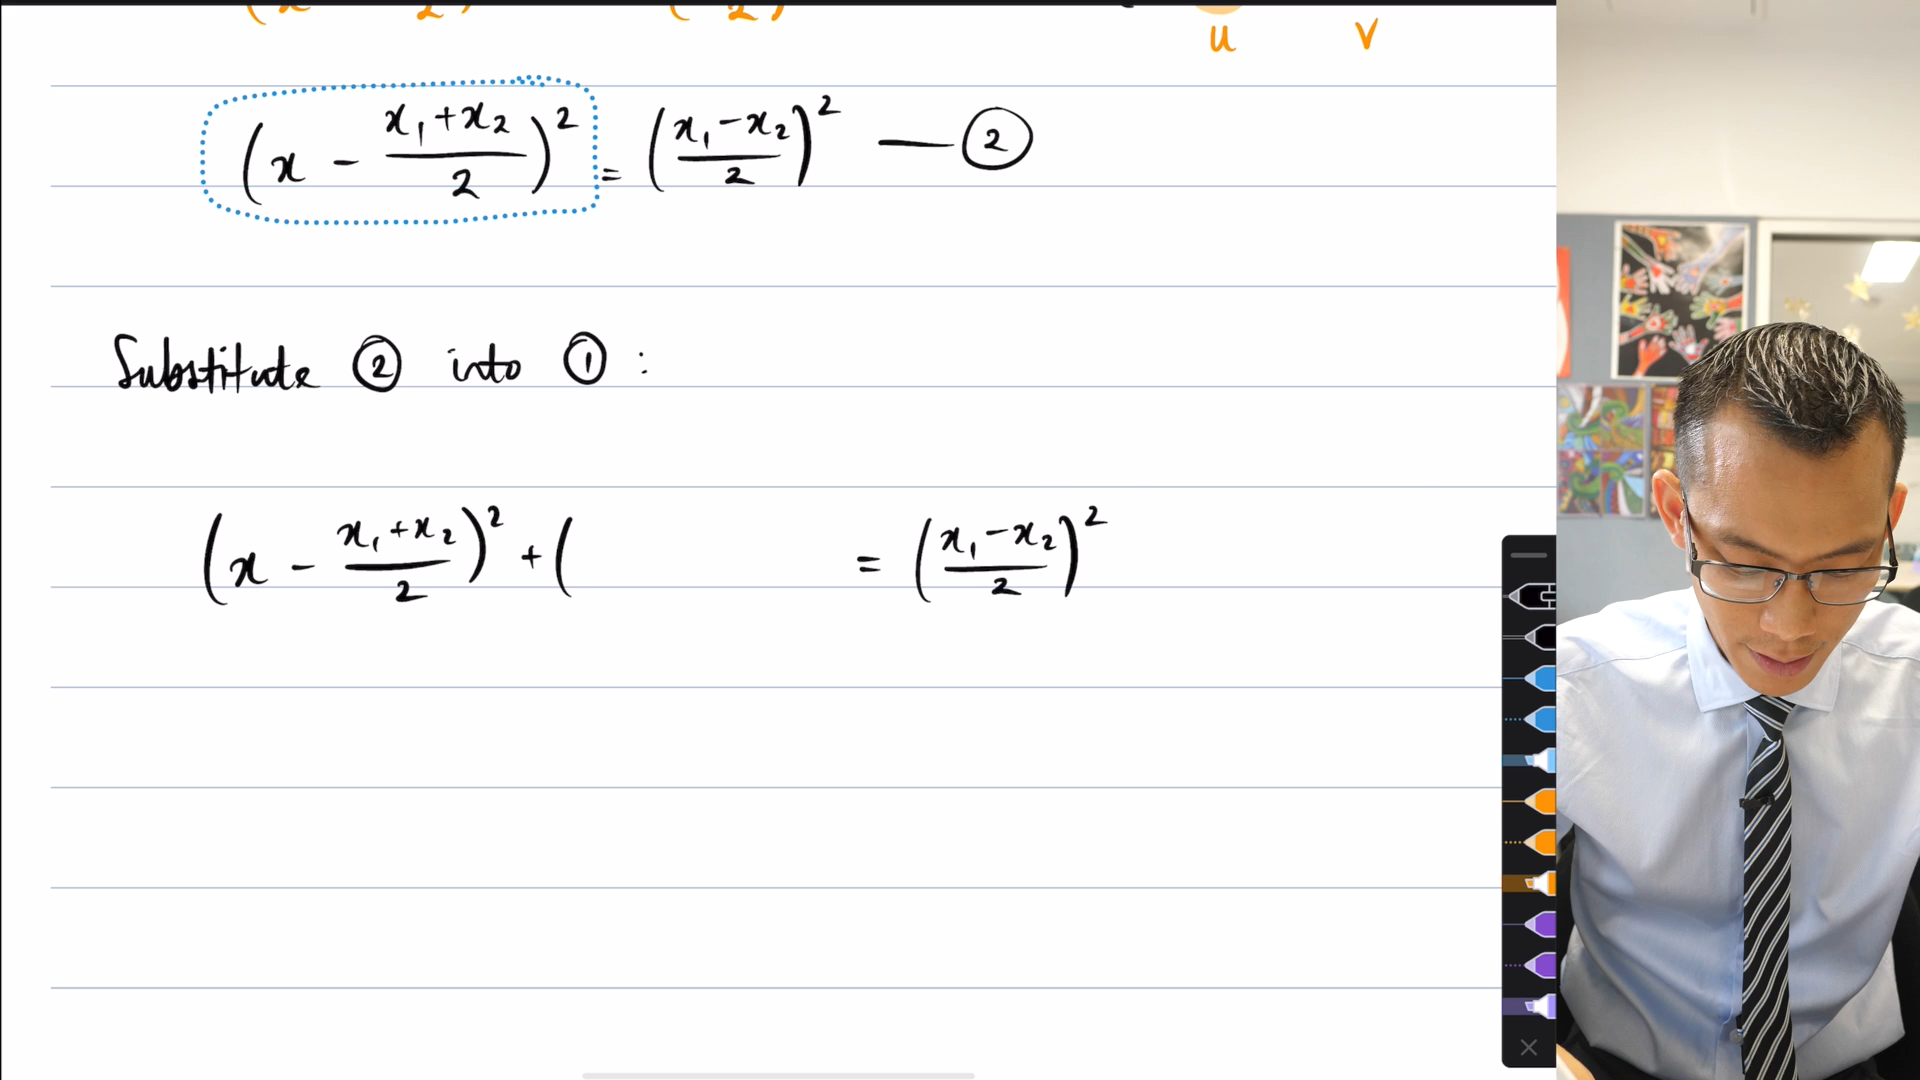 u v
(x - (x₁+x₂)/2)² = ((x₁-x₂)/2)² — ②
Substitute ② into ① :
(x - (x₁+x₂)/2)² + ( = ((x₁-x₂)/2)²